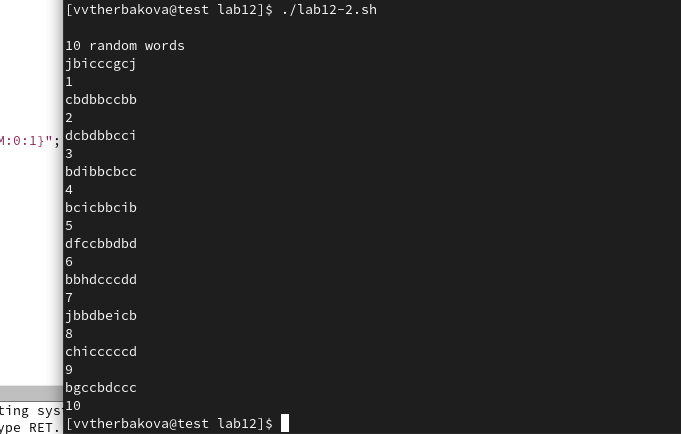 [vvtherbakova@test lab12]$ ./lab12-2.sh
10 random words
jbicccgcj
1
cbdbbccbb
2
M:0:1}";
dcbdbbcci
3
bdibbcbcc
4
bcicbbcib
5
dfccbbdbd
6
bbhdcccdd
7
jbbdbeicb
8
chicccccd
9
bgccbdccc
ting sys
10
ype RET.
[vvtherbakova@test lab12]$